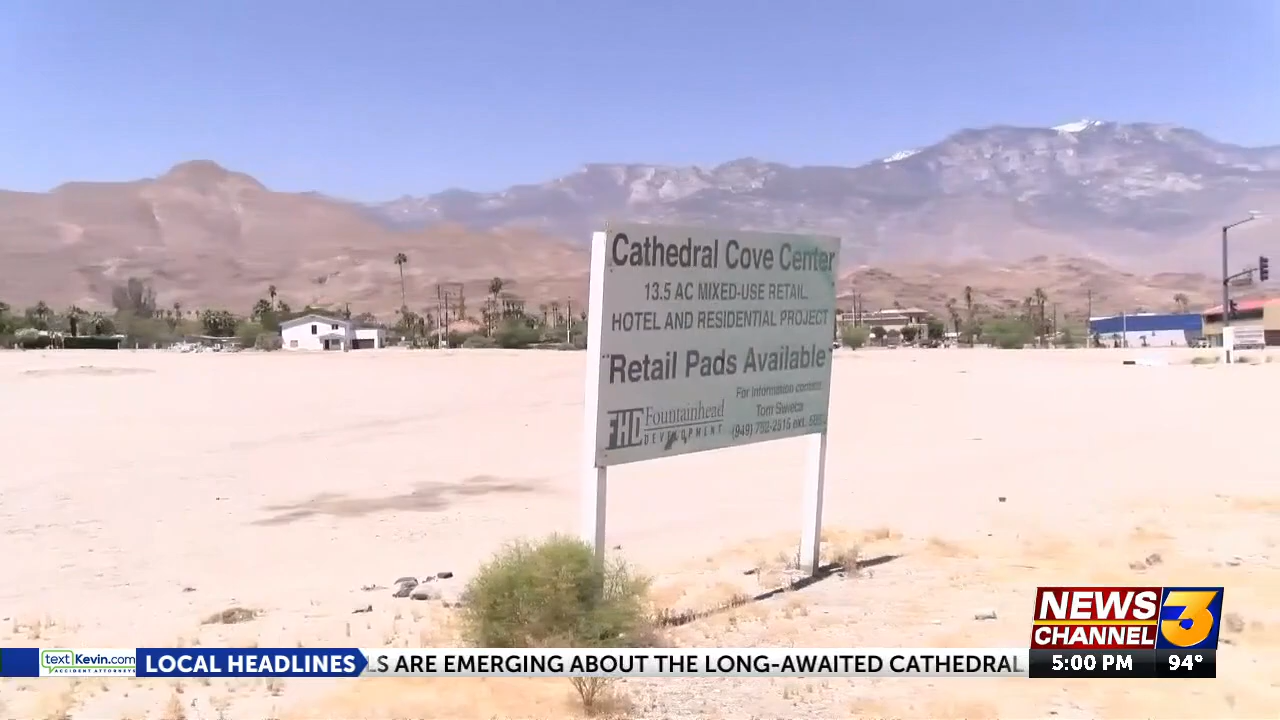 Cathedral Cove Center
13.5 AC MIXED-USE RETAIL
HOTEL AND RESIDENTIAL PROJECT
"Retail Pads Available"
For information contact:
FHD Fountainhead
DEVELOPMENT
Tom
(949) 752-2515 ext.
NEWS
CHANNEL 3
5:00 PM 94°
textKevin.com
ACCIDENT ATTORNEYS
LOCAL HEADLINES
LS ARE EMERGING ABOUT THE LONG-AWAITED CATHEDRAL